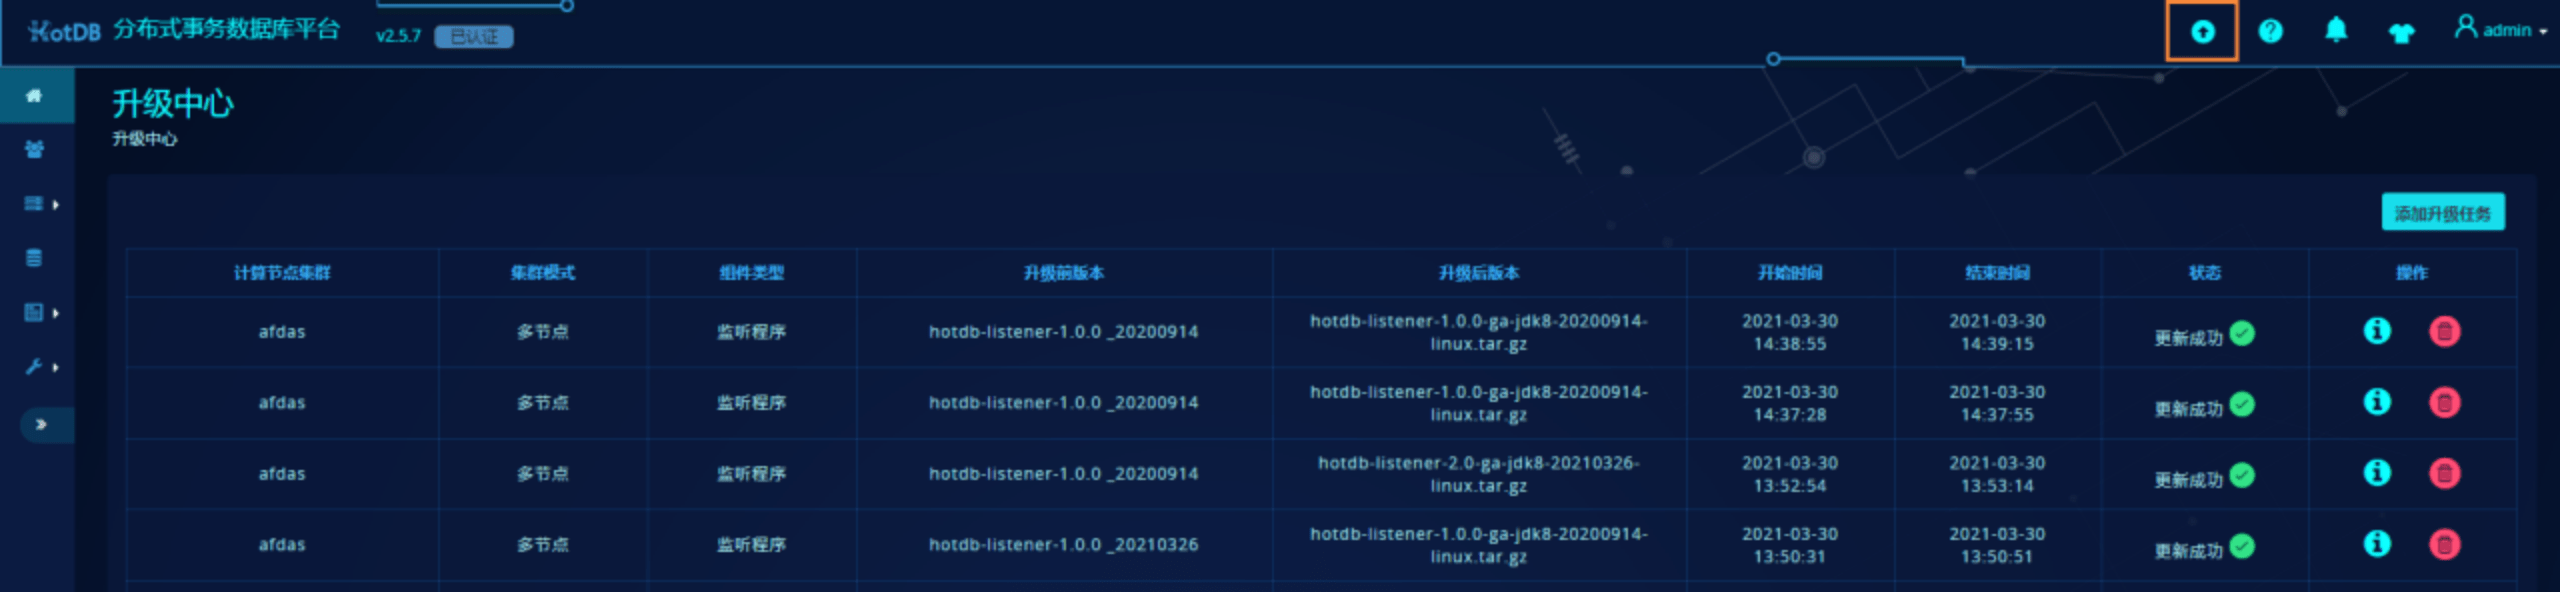 HotDB 分布式事务数据库平台 v2.5.7 已认证 admin
升级中心
升级中心
添加升级任务
计算节点集群 集群模式 组件类型 升级前版本 升级后版本 开始时间 结束时间 状态 操作
afdas 多节点 监听程序 hotdb-listener-1.0.0 _20200914 hotdb-listener-1.0.0-ga-jdk8-20200914-linux.tar.gz 2021-03-30 14:38:55 2021-03-30 14:39:15 更新成功
afdas 多节点 监听程序 hotdb-listener-1.0.0 _20200914 hotdb-listener-1.0.0-ga-jdk8-20200914-linux.tar.gz 2021-03-30 14:37:28 2021-03-30 14:37:55 更新成功
afdas 多节点 监听程序 hotdb-listener-1.0.0 _20200914 hotdb-listener-2.0-ga-jdk8-20210326-linux.tar.gz 2021-03-30 13:52:54 2021-03-30 13:53:14 更新成功
afdas 多节点 监听程序 hotdb-listener-1.0.0 _20210326 hotdb-listener-1.0.0-ga-jdk8-20200914-linux.tar.gz 2021-03-30 13:50:31 2021-03-30 13:50:51 更新成功